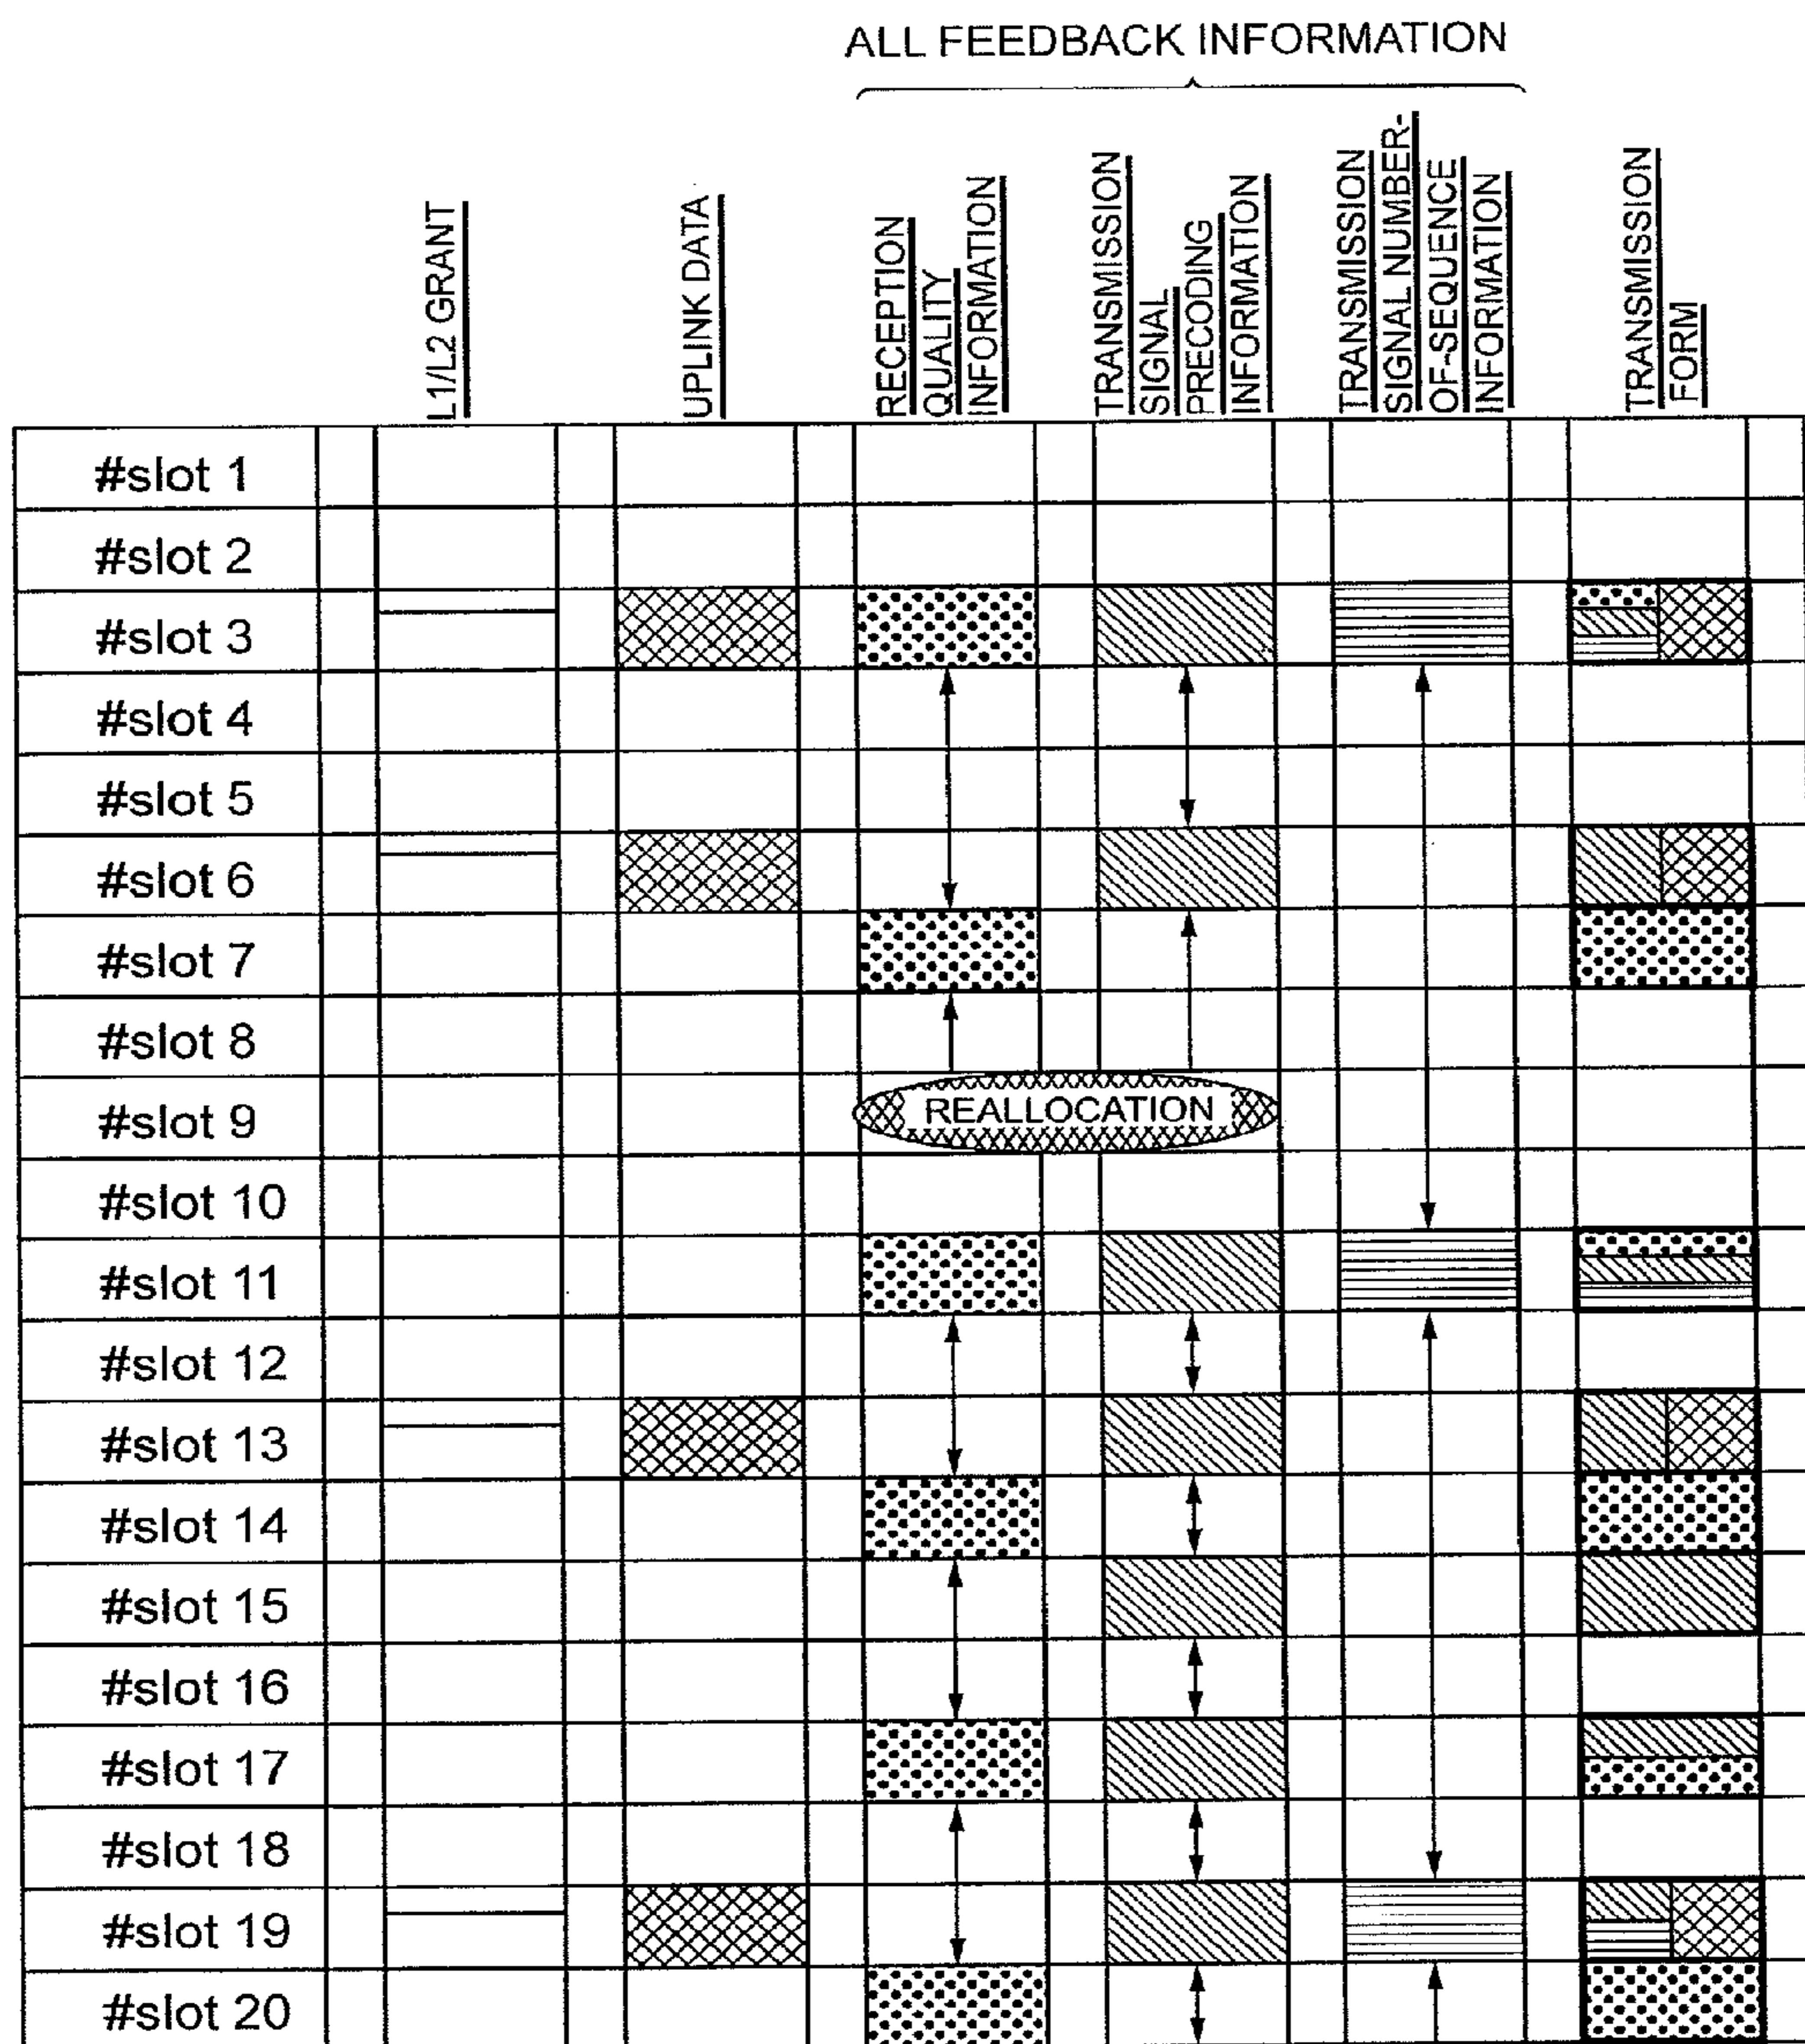 ALL FEEDBACK INFORMATION
L1/L2 GRANT
UPLINK DATA
RECEPTION
QUALITY
INFORMATION
TRANSMISSION
SIGNAL
PRECODING
INFORMATION
TRANSMISSION
SIGNAL NUMBER-
OF-SEQUENCE
INFORMATION
TRANSMISSION
FORM
#slot 1
#slot 2
#slot 3
#slot 4
#slot 5
#slot 6
#slot 7
#slot 8
#slot 9
REALLOCATION
#slot 10
#slot 11
#slot 12
#slot 13
#slot 14
#slot 15
#slot 16
#slot 17
#slot 18
#slot 19
#slot 20